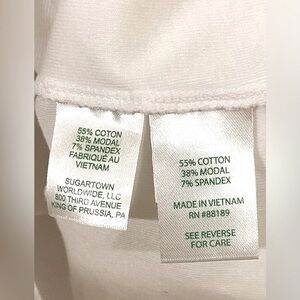 55% COTON
38% MODAL
7% SPANDEX
FABRIQUÉ AU
VIETNAM
SUGARTOWN
WORLDWIDE, LLC
800 THIRD AVENUE
KING OF PRUSSIA, PA
55% COTTON
38% MODAL
7% SPANDEX
MADE IN VIETNAM
RN #88189
SEE REVERSE
FOR CARE